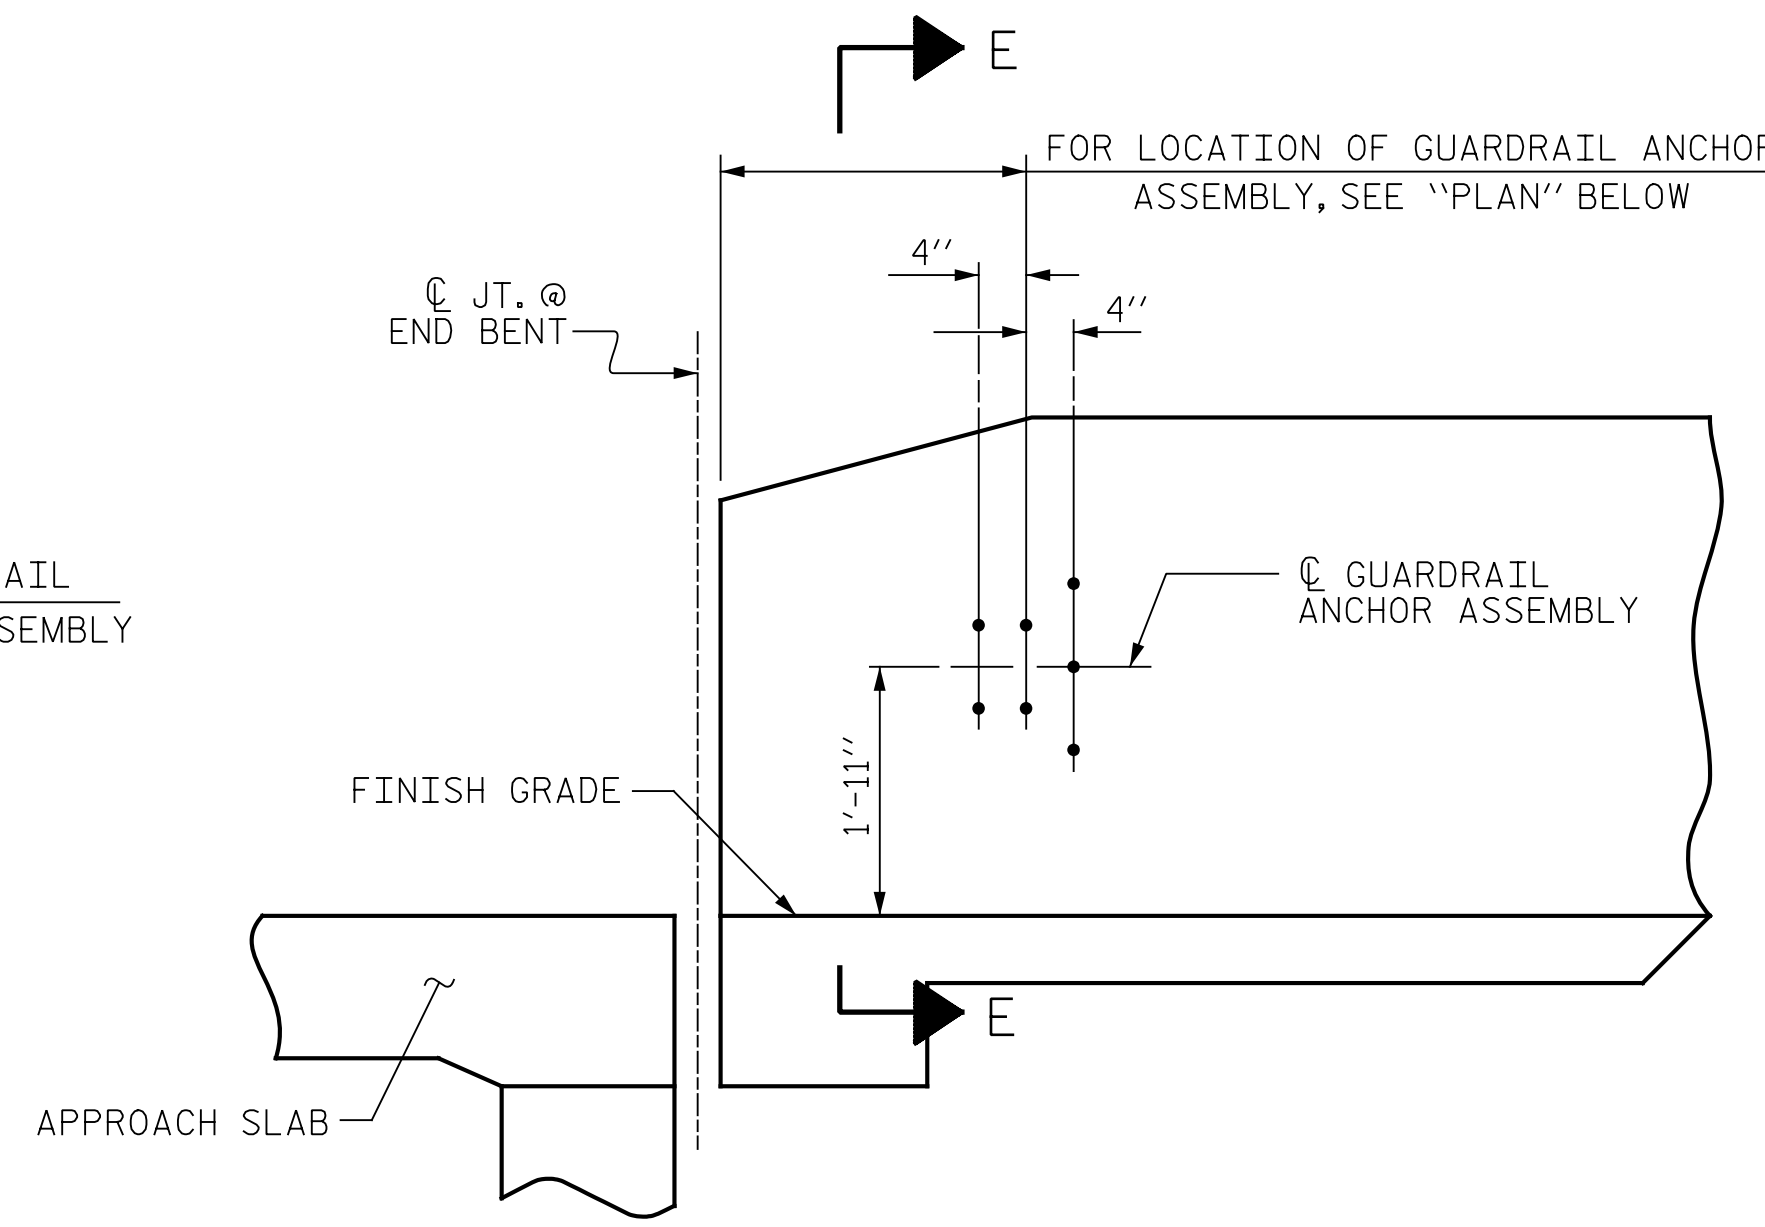 E
FOR LOCATION OF GUARDRAIL ANCHOR
ASSEMBLY, SEE "PLAN" BELOW
4"
4"
℄ JT. @
END BENT
AIL
SEMBLY
℄ GUARDRAIL
ANCHOR ASSEMBLY
1'-11"
FINISH GRADE
E
APPROACH SLAB